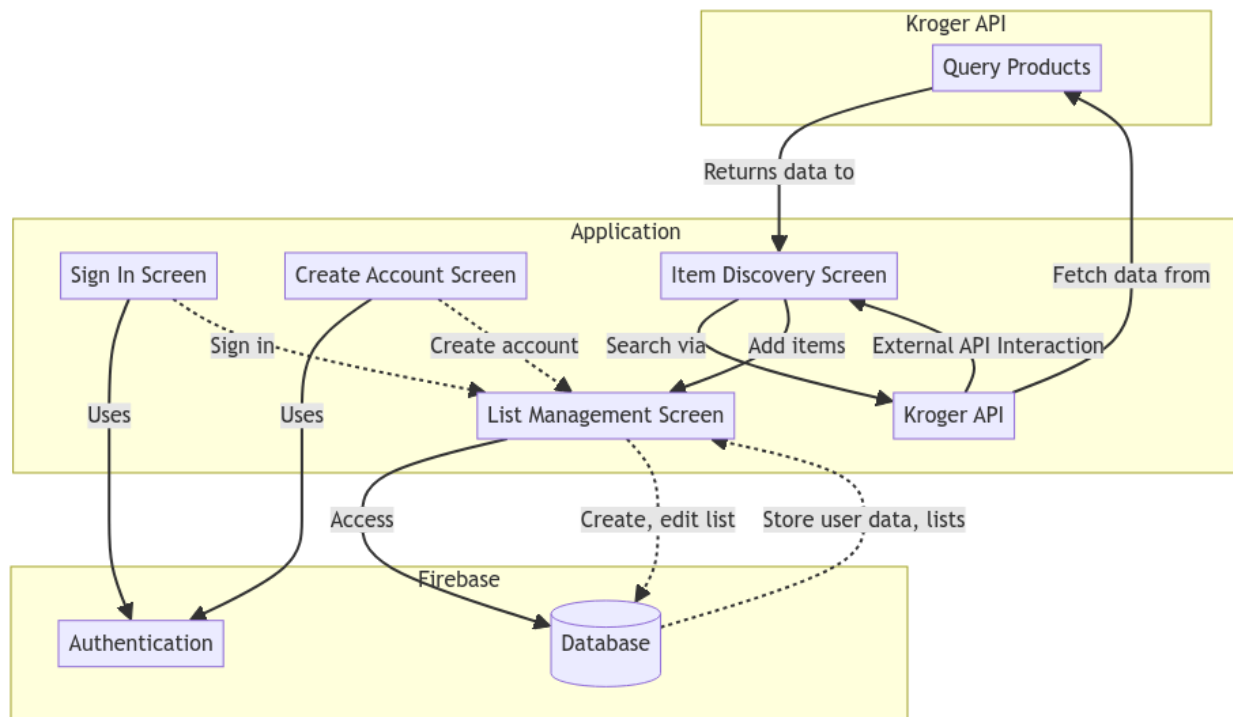 Kroger API
Query Products
Returns data to
Application
Sign In Screen
Create Account Screen
Item Discovery Screen
Fetch data from
Sign in
Create account
Search via
Add items
External API Interaction
Uses
Uses
List Management Screen
Kroger API
Access
Create, edit list
Store user data, lists
Firebase
Authentication
Database